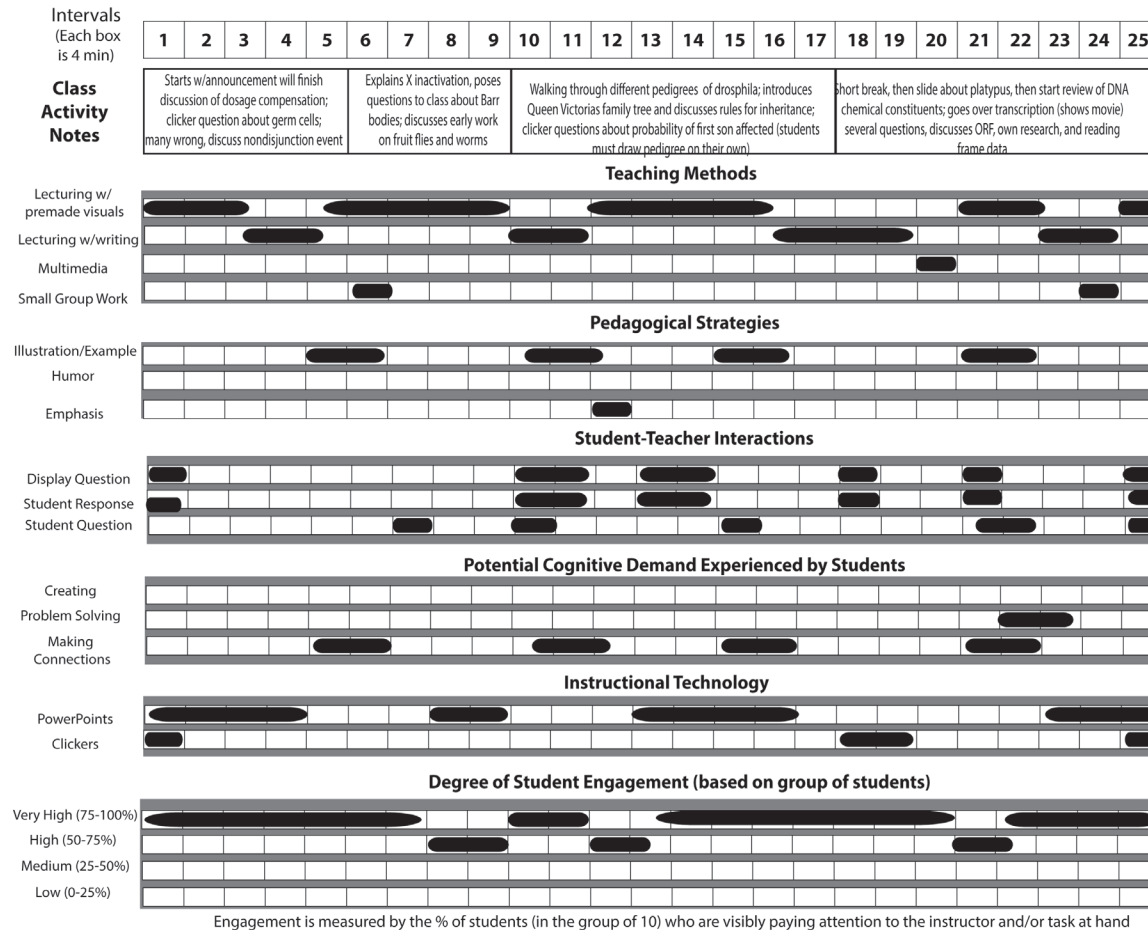 Intervals
(Each box
is 4 min)
1 2 3 4 5 6 7 8 9 10 11 12 13 14 15 16 17 18 19 20 21 22 23 24 25
Class
Activity
Notes
Starts w/announcement will finish
discussion of dosage compensation;
clicker question about germ cells;
many wrong, discuss nondisjunction event
Explains X inactivation, poses
questions to class about Barr
bodies; discusses early work
on fruit flies and worms
Walking through different pedigrees of drosphila; introduces
Queen Victorias family tree and discusses rules for inheritance;
clicker questions about probability of first son affected (students
must draw pedigree on their own)
Short break, then slide about platypus, then start review of DNA
chemical constituents; goes over transcription (shows movie)
several questions, discusses ORF, own research, and reading
frame data
Teaching Methods
Lecturing w/
premade visuals
Lecturing w/writing
Multimedia
Small Group Work
Pedagogical Strategies
Illustration/Example
Humor
Emphasis
Student-Teacher Interactions
Display Question
Student Response
Student Question
Potential Cognitive Demand Experienced by Students
Creating
Problem Solving
Making
Connections
Instructional Technology
PowerPoints
Clickers
Degree of Student Engagement (based on group of students)
Very High (75-100%)
High (50-75%)
Medium (25-50%)
Low (0-25%)
Engagement is measured by the % of students (in the group of 10) who are visibly paying attention to the instructor and/or task at hand